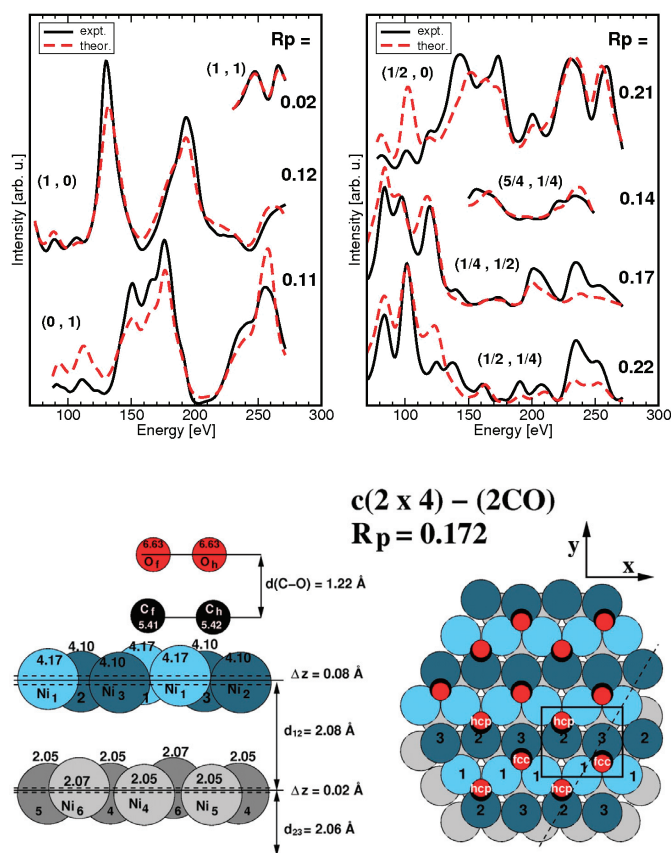 expt.
theor.
Rp =
(1 , 1)
0.02
0.12
(1 , 0)
0.11
(0 , 1)
Intensity [arb. u.]
100 150 200 250 300
Energy [eV]
expt.
theor.
Rp =
(1/2 , 0)
0.21
(5/4 , 1/4)
0.14
(1/4 , 1/2)
0.17
(1/2 , 1/4)
0.22
Intensity [arb. u.]
100 150 200 250 300
Energy [eV]
c(2 x 4) – (2CO)
Rp = 0.172
y
x
6.63 6.63
Of Oh
d(C–O) = 1.22 Å
Cf Ch
5.41 5.42
4.10 4.17 4.10
4.17 4.10 4.17 4.10
Δ z = 0.08 Å
Ni1 2 Ni3 1 Ni1 3 Ni2
d12 = 2.08 Å
2.05 2.05 2.07 2.05
2.07 2.05 2.05
Δ z = 0.02 Å
5 Ni6 4 Ni4 6 Ni5 4
d23 = 2.06 Å
hcp hcp
3 2 3 2 3 2
fcc fcc
1 1 1 1
hcp hcp
2 3 2 3